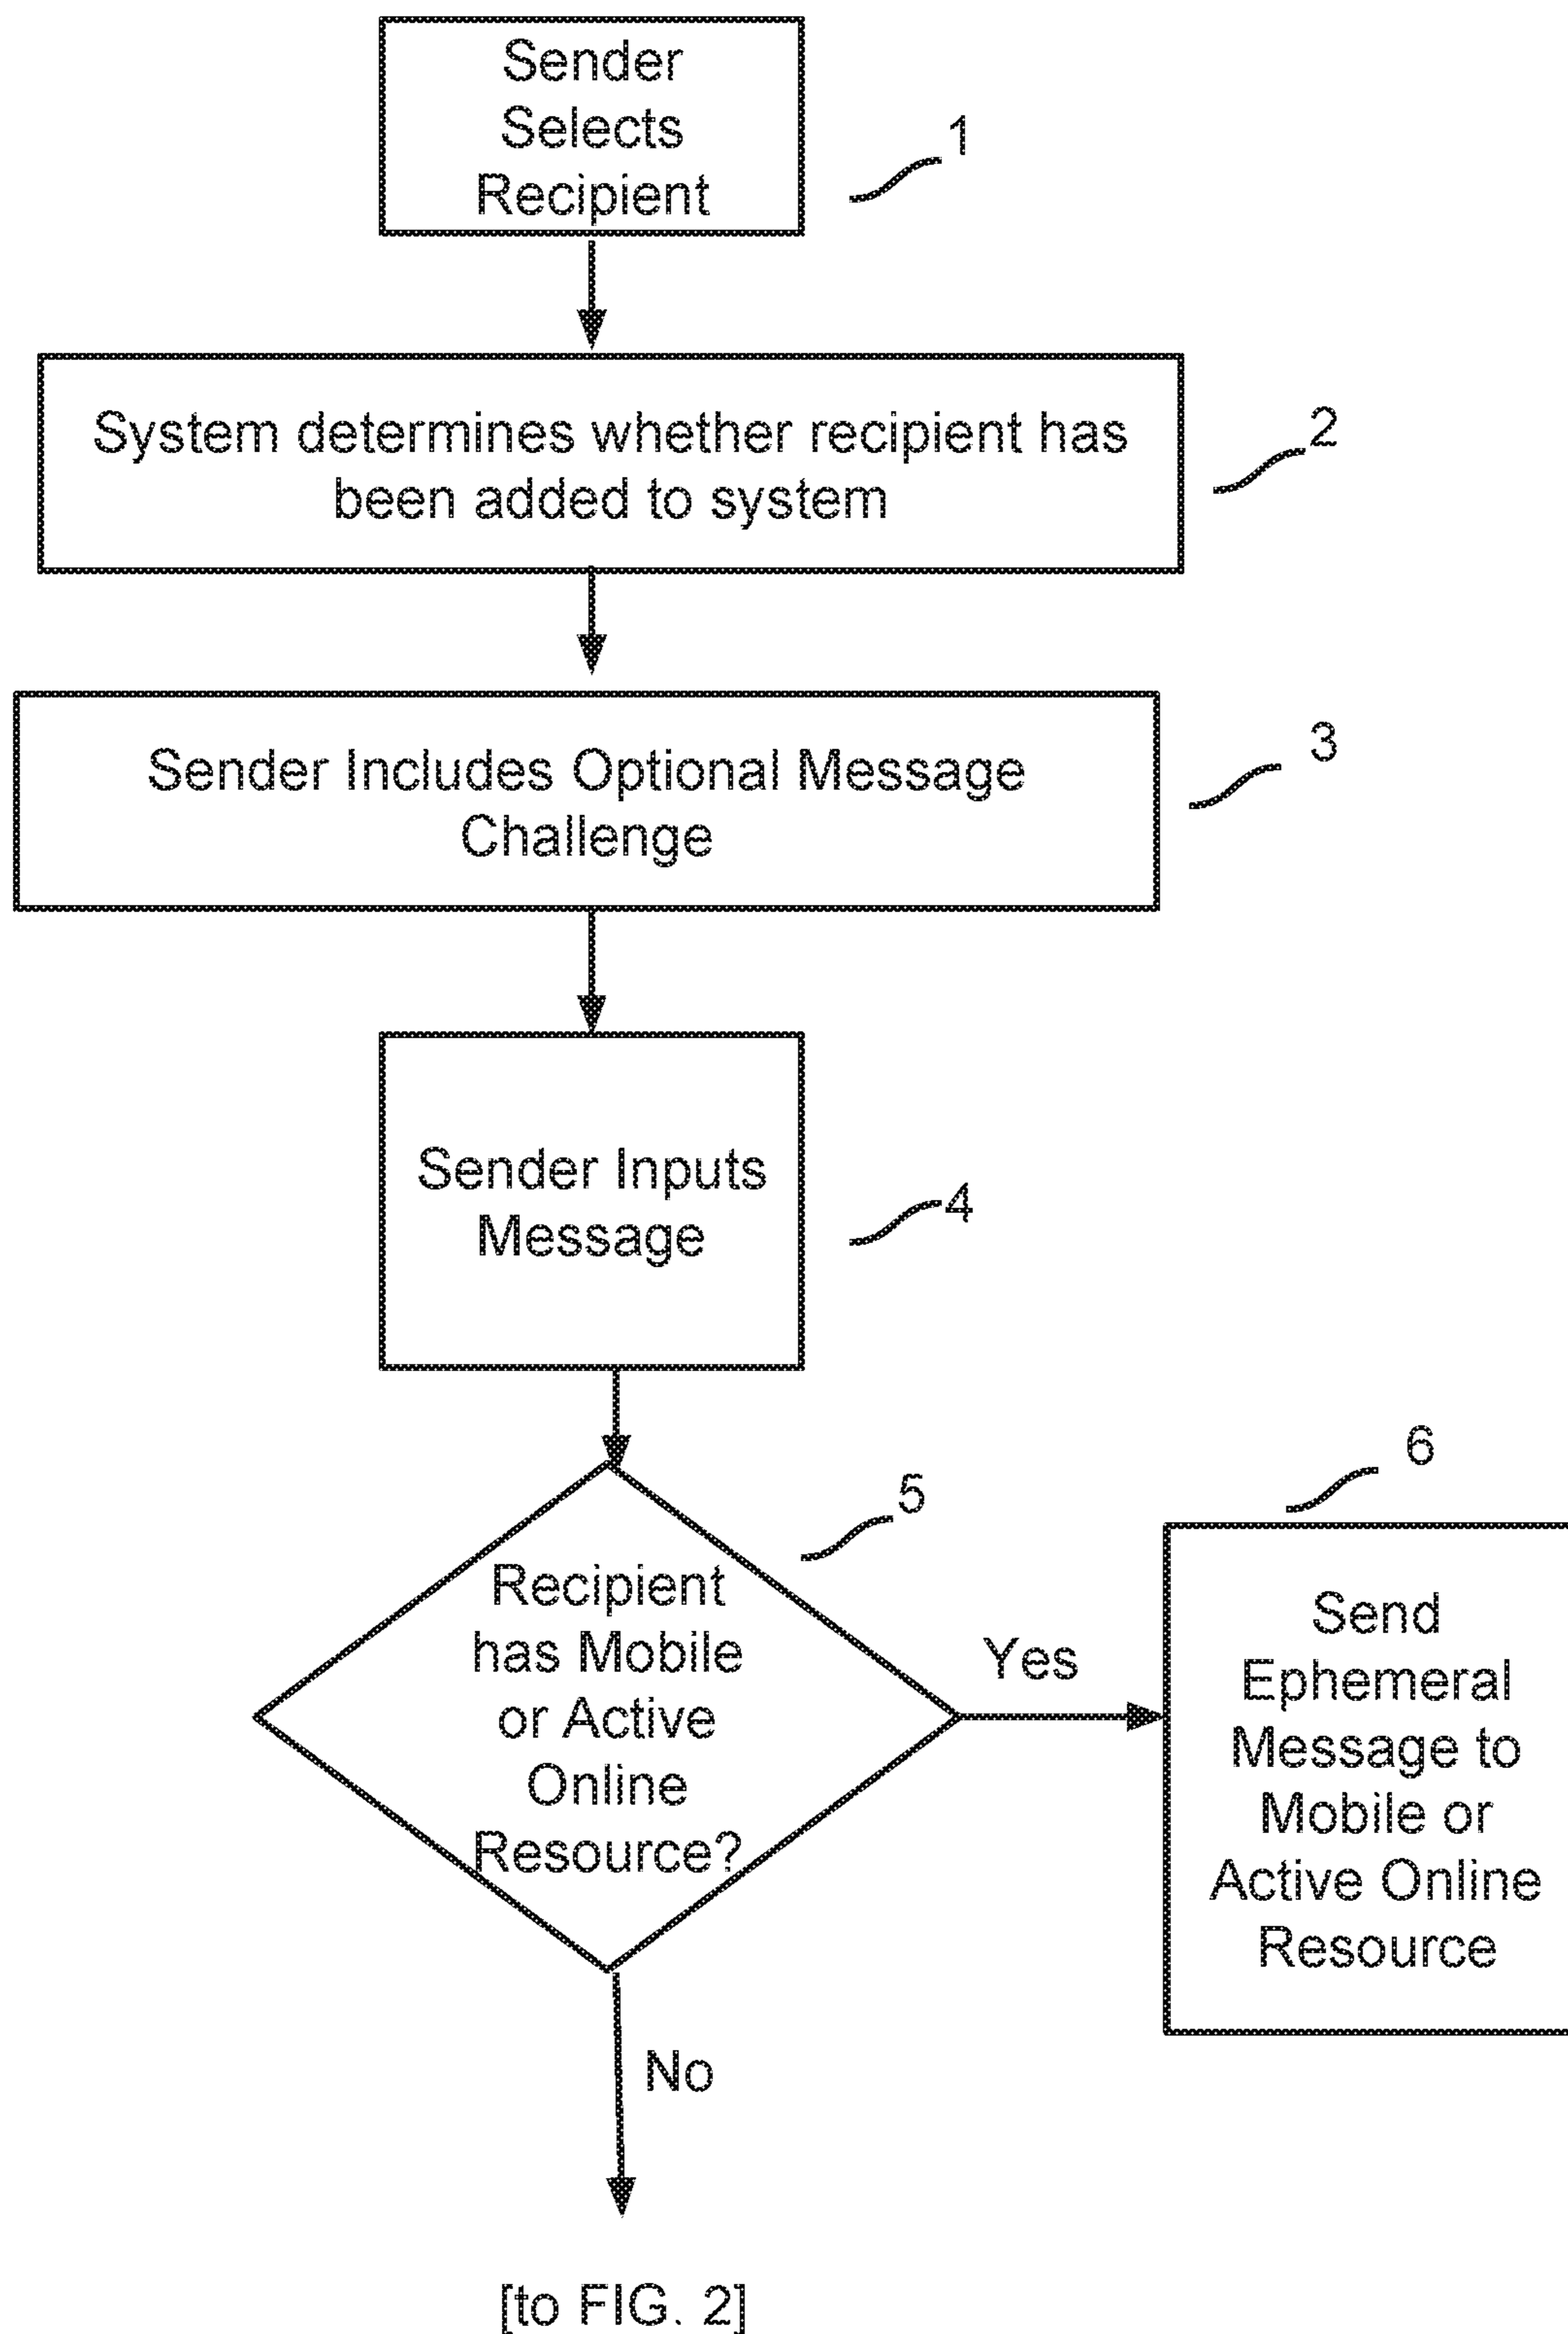 Sender
Selects
Recipient
1
System determines whether recipient has
been added to system
2
Sender Includes Optional Message
Challenge
3
Sender Inputs
Message
4
Recipient
has Mobile
or Active
Online
Resource?
5
Yes
6
Send
Ephemeral
Message to
Mobile or
Active Online
Resource
No
[to FIG. 2]